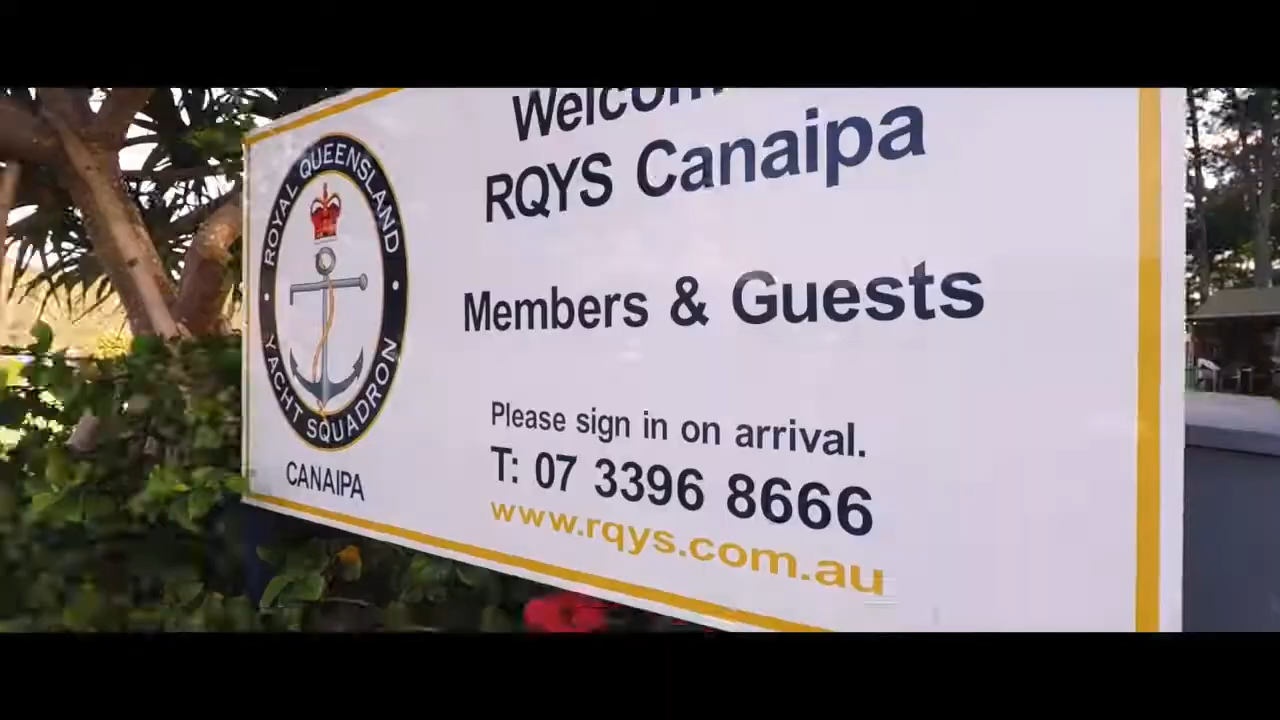 ROYAL QUEENSLAND
YACHT SQUADRON
CANAIPA
RQYS Canaipa
Members & Guests
Please sign in on arrival.
T: 07 3396 8666
www.rqys.com.au